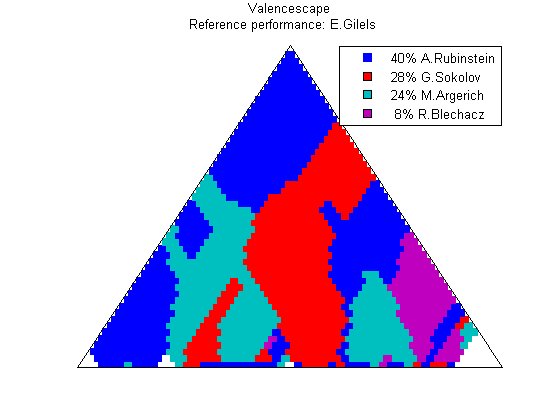 Valencescape
Reference performance: E.Gilels
40% A.Rubinstein
28% G.Sokolov
24% M.Argerich
8% R.Blechacz